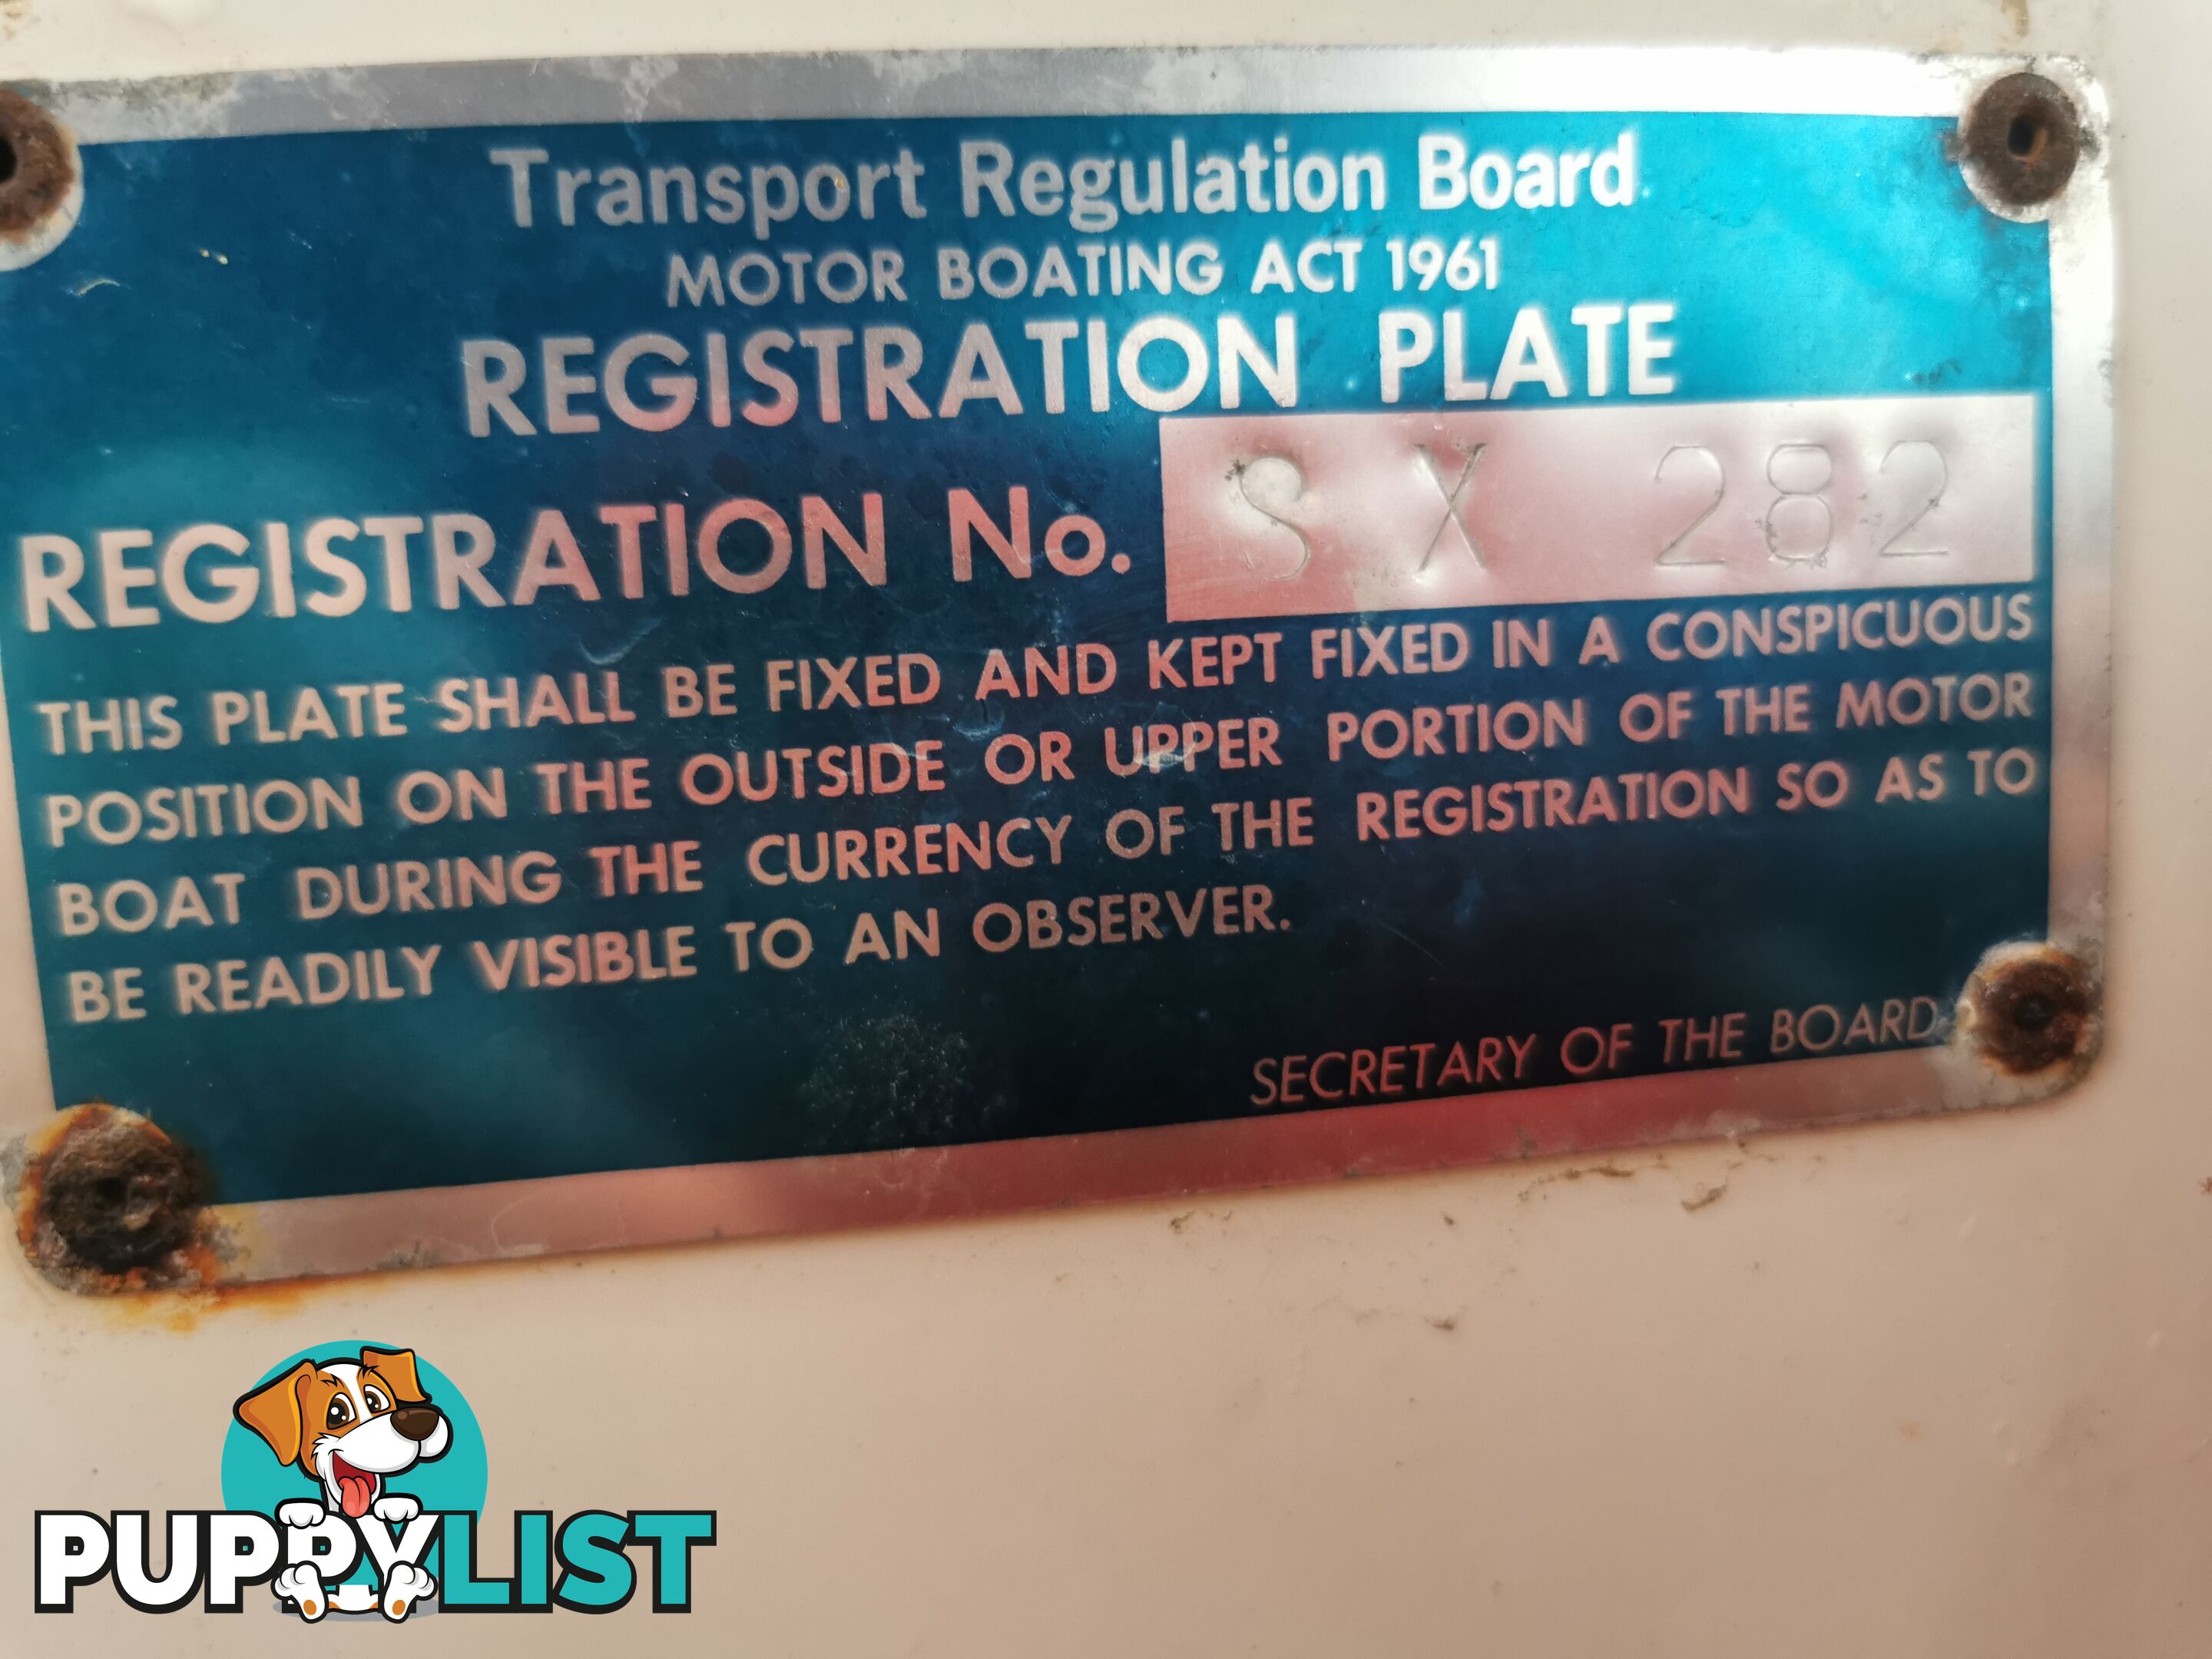 Transport Regulation Board
MOTOR BOATING ACT 1961
REGISTRATION PLATE
REGISTRATION No. SX 282
THIS PLATE SHALL BE FIXED AND KEPT FIXED IN A CONSPICUOUS
POSITION ON THE OUTSIDE OR UPPER PORTION OF THE MOTOR
BOAT DURING THE CURRENCY OF THE REGISTRATION SO AS TO
BE READILY VISIBLE TO AN OBSERVER.
SECRETARY OF THE BOARD
PUPPYLIST